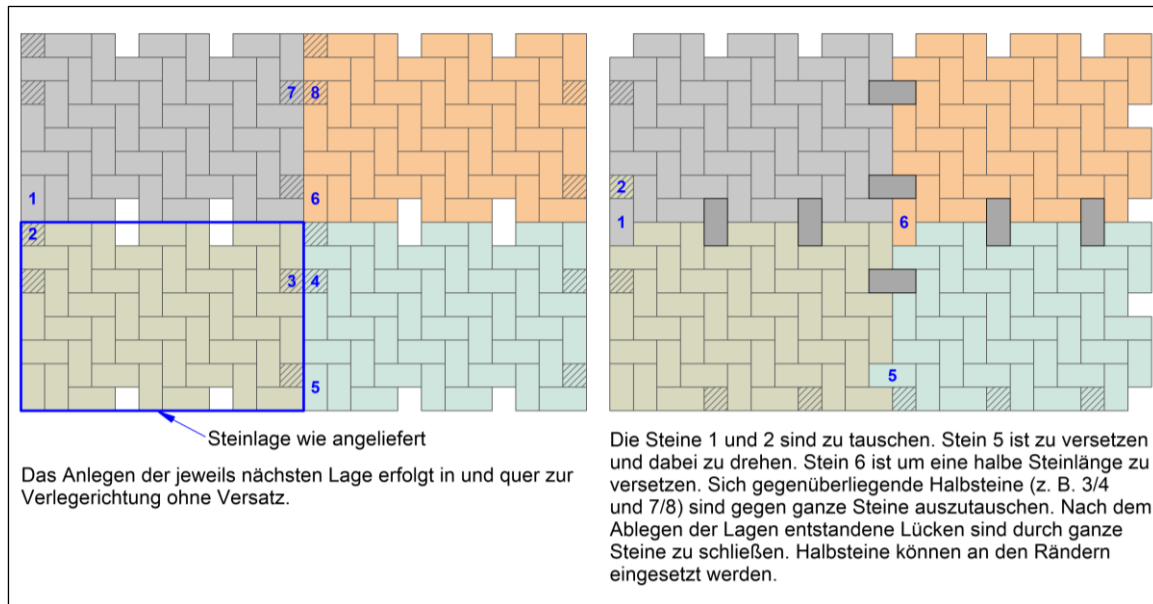 7 8
1 6
2
3 4
5
Steinlage wie angeliefert
Das Anlegen der jeweils nächsten Lage erfolgt in und quer zur
Verlegerichtung ohne Versatz.
2
1 6
5
Die Steine 1 und 2 sind zu tauschen. Stein 5 ist zu versetzen
und dabei zu drehen. Stein 6 ist um eine halbe Steinlänge zu
versetzen. Sich gegenüberliegende Halbsteine (z. B. 3/4
und 7/8) sind gegen ganze Steine auszutauschen. Nach dem
Ablegen der Lagen entstandene Lücken sind durch ganze
Steine zu schließen. Halbsteine können an den Rändern
eingesetzt werden.